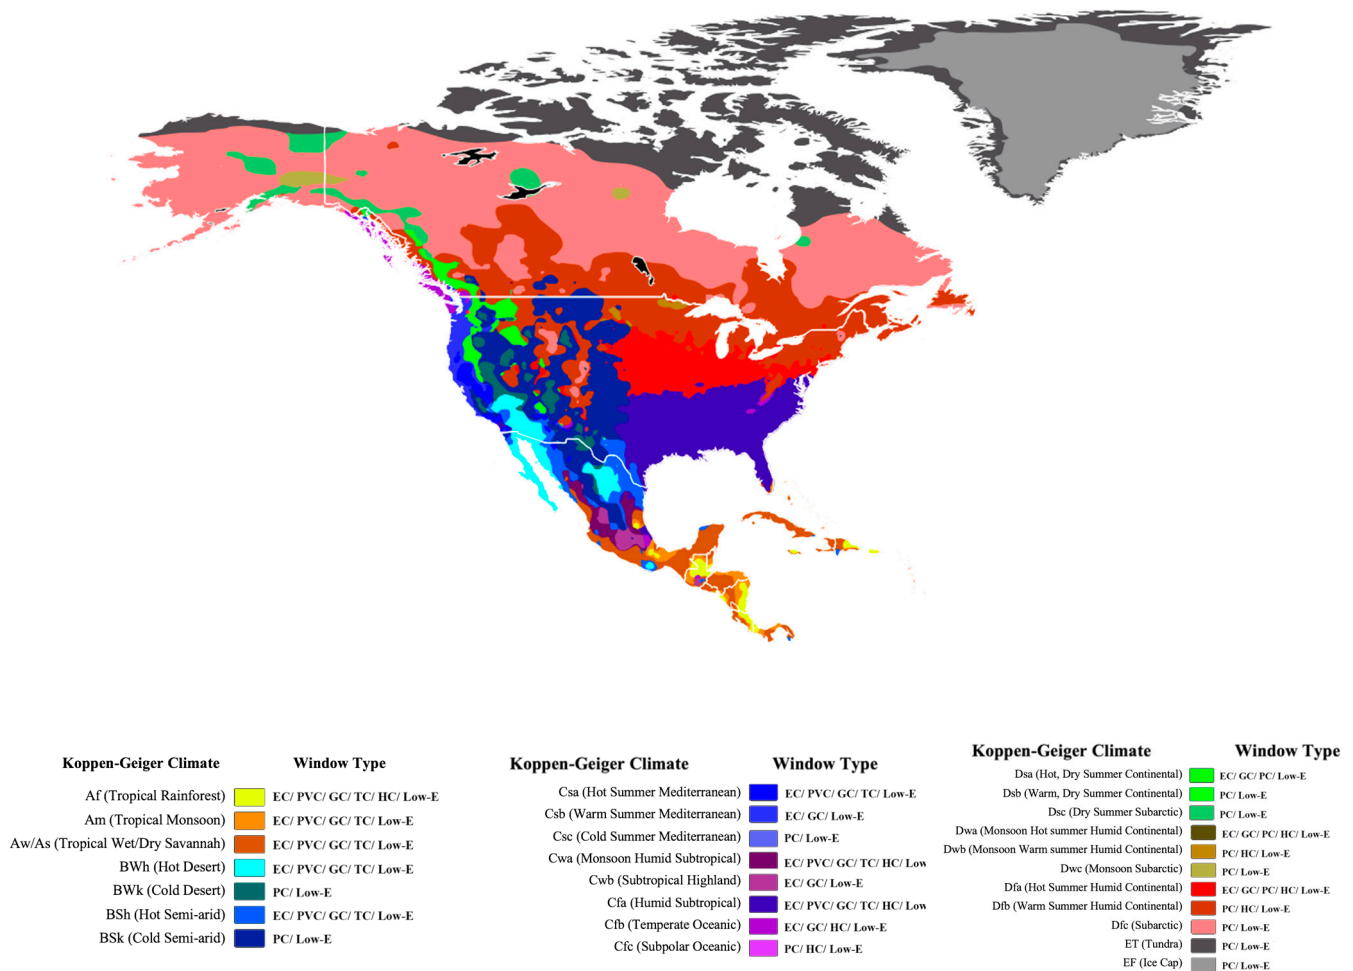 Koppen-Geiger Climate Window Type
Af (Tropical Rainforest) EC/ PVC/ GC/ TC/ HC/ Low-E
Am (Tropical Monsoon) EC/ PVC/ GC/ TC/ Low-E
Aw/As (Tropical Wet/Dry Savannah) EC/ PVC/ GC/ TC/ Low-E
BWh (Hot Desert) EC/ PVC/ GC/ TC/ Low-E
BWk (Cold Desert) PC/ Low-E
BSh (Hot Semi-arid) EC/ PVC/ GC/ TC/ Low-E
BSk (Cold Semi-arid) PC/ Low-E
Koppen-Geiger Climate Window Type
Csa (Hot Summer Mediterranean) EC/ PVC/ GC/ TC/ Low-E
Csb (Warm Summer Mediterranean) EC/ GC/ Low-E
Csc (Cold Summer Mediterranean) PC/ Low-E
Cwa (Monsoon Humid Subtropical) EC/ PVC/ GC/ TC/ HC/ Low
Cwb (Subtropical Highland) EC/ GC/ Low-E
Cfa (Humid Subtropical) EC/ PVC/ GC/ TC/ HC/ Low
Cfb (Temperate Oceanic) EC/ GC/ HC/ Low-E
Cfc (Subpolar Oceanic) PC/ HC/ Low-E
Koppen-Geiger Climate Window Type
Dsa (Hot, Dry Summer Continental) EC/ GC/ PC/ Low-E
Dsb (Warm, Dry Summer Continental) PC/ Low-E
Dsc (Dry Summer Subarctic) PC/ Low-E
Dwa (Monsoon Hot summer Humid Continental) EC/ GC/ PC/ HC/ Low-E
Dwb (Monsoon Warm summer Humid Continental) PC/ HC/ Low-E
Dwc (Monsoon Subarctic) PC/ Low-E
Dfa (Hot Summer Humid Continental) EC/ GC/ PC/ HC/ Low-E
Dfb (Warm Summer Humid Continental) PC/ HC/ Low-E
Dfc (Subarctic) PC/ Low-E
ET (Tundra) PC/ Low-E
EF (Ice Cap) PC/ Low-E